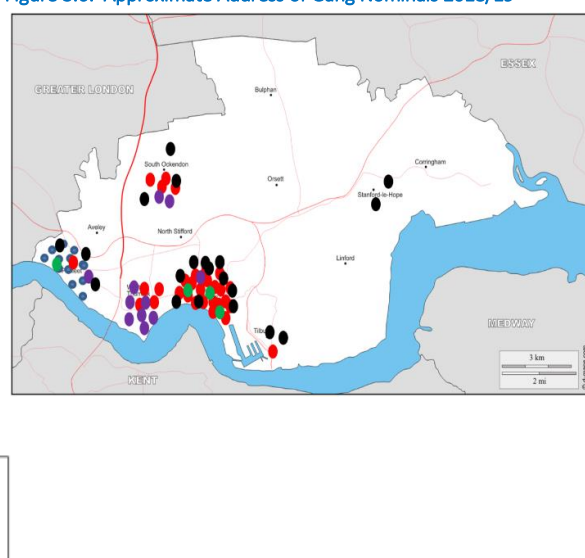 Figure 3.6: Approximate Address of Gang Nominals 2018/19
ESSEX
GREATER LONDON
Bulphan
South Ockendon
Corringham
Orsett
Stanford-le-Hope
Aveley
North Stifford
Linford
MEDWAY
KENT
3 km
2 mi